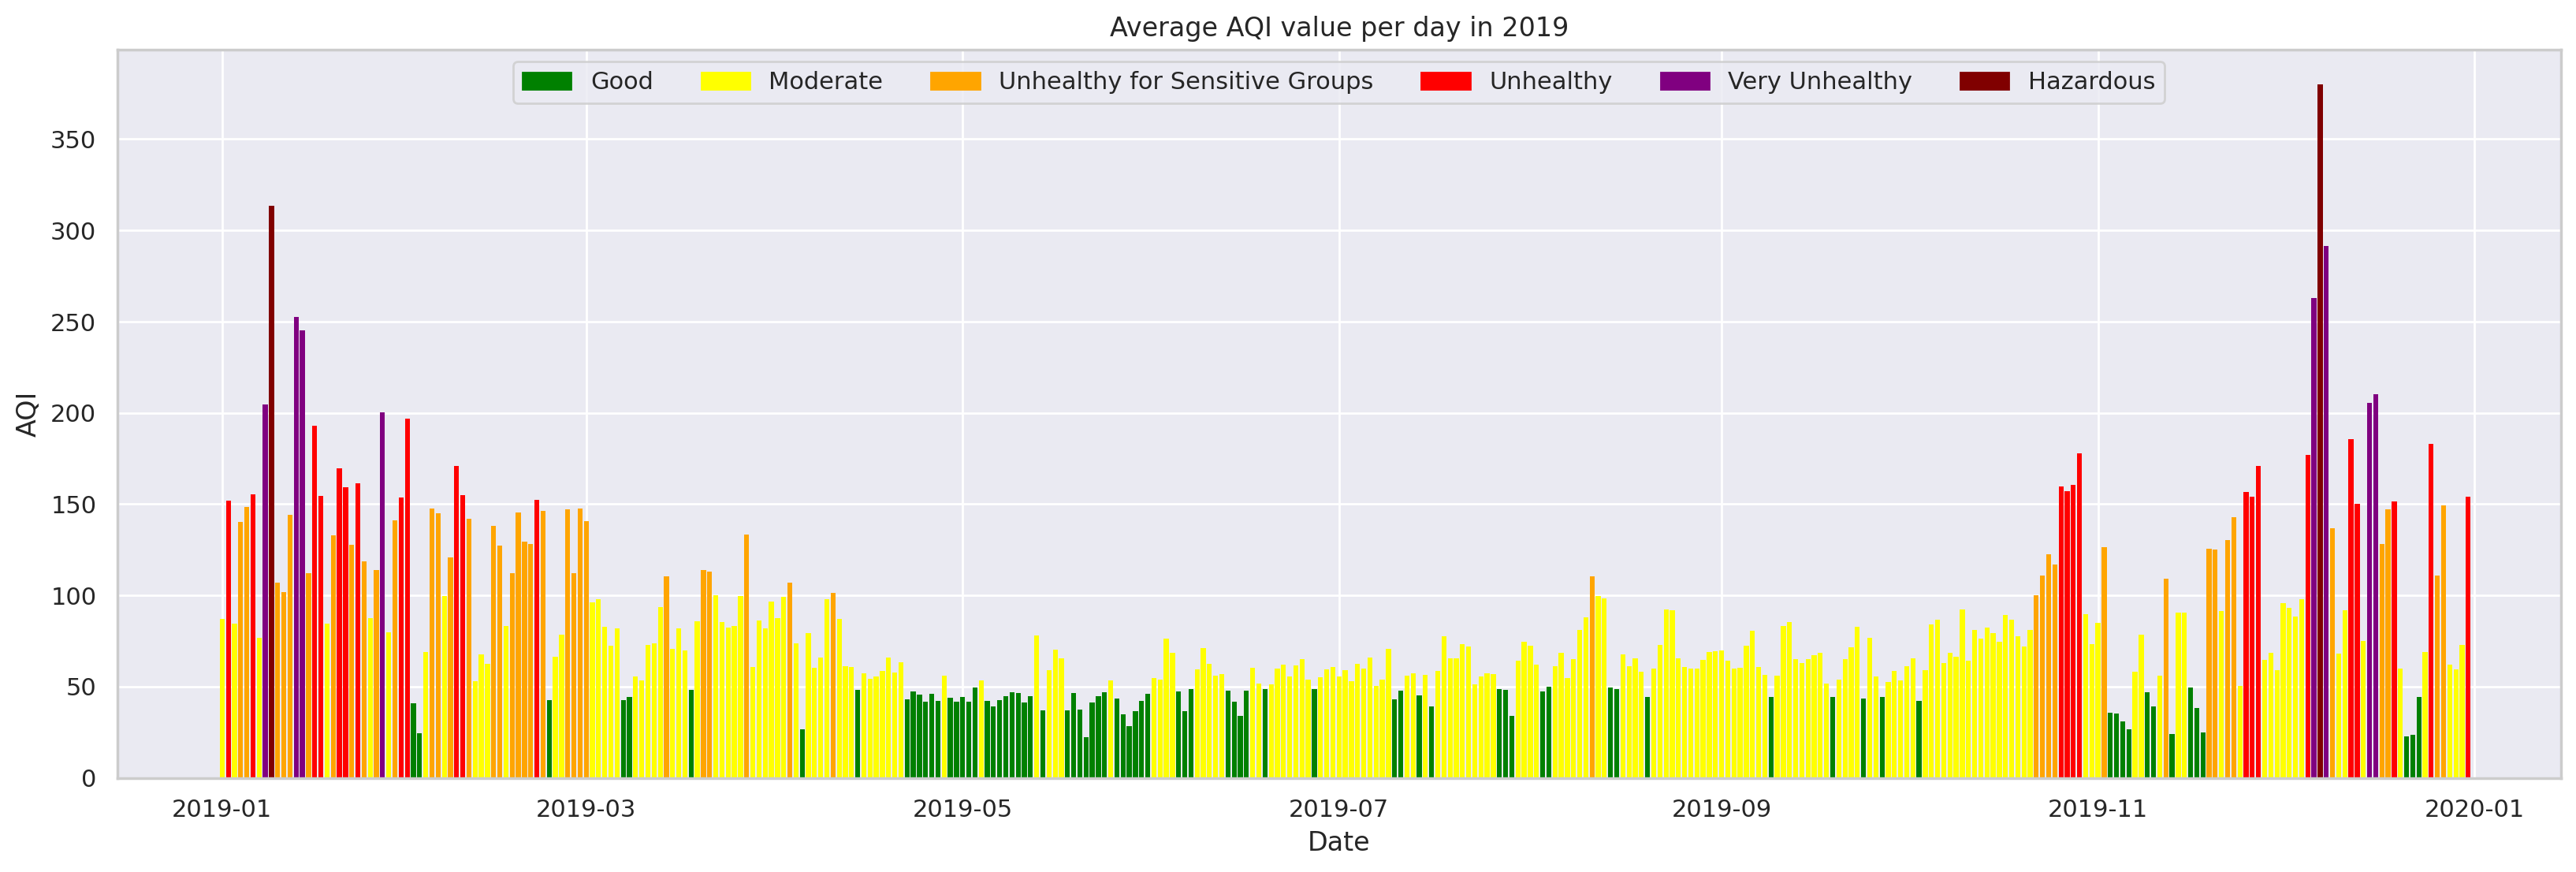 Average AQI value per day in 2019
Good Moderate Unhealthy for Sensitive Groups Unhealthy Very Unhealthy Hazardous
350
300
250
200
150
100
50
0
AQI
2019-01 2019-03 2019-05 2019-07 2019-09 2019-11 2020-01
Date